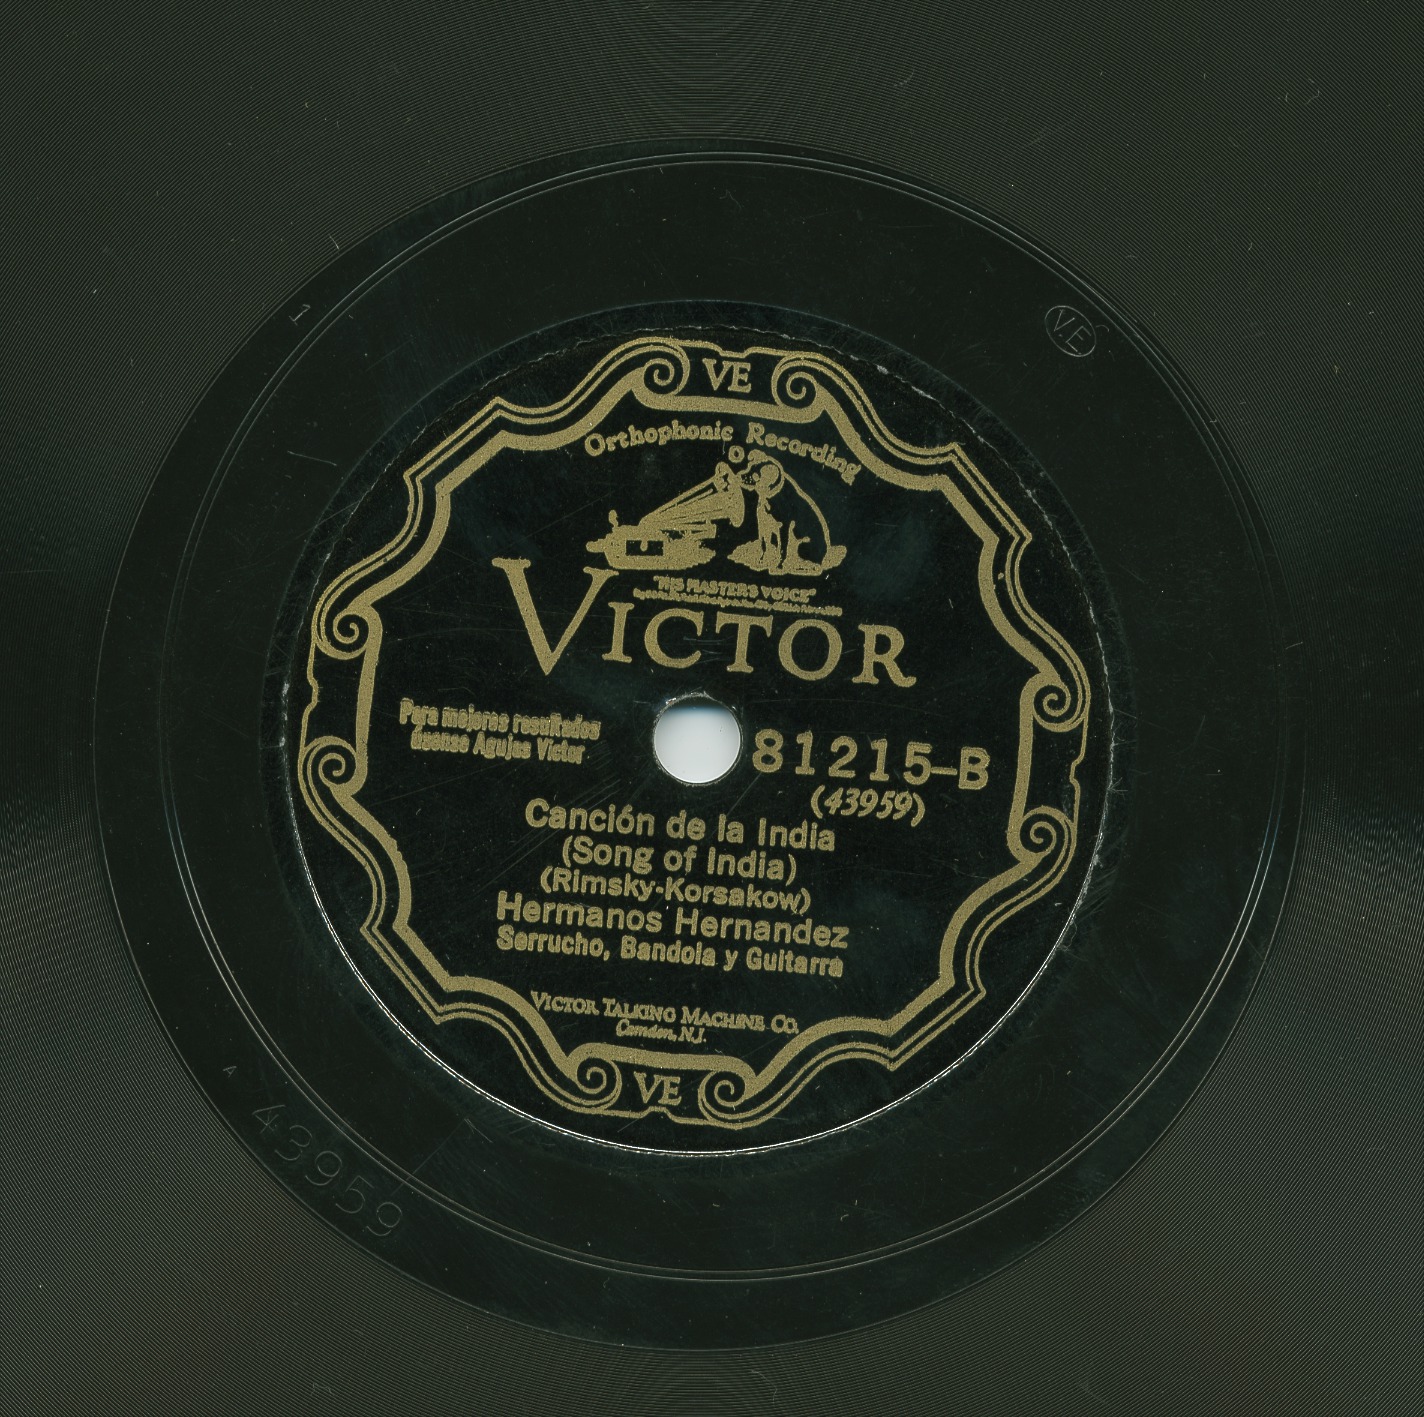 VE
Orthophonic Recording
"HIS MASTER'S VOICE"
VICTOR
Para mejores resultados
úsense Agujas Victor
81215-B
(43959)
Canción de la India
(Song of India)
(Rimsky-Korsakow)
Hermanos Hernandez
Serrucho, Bandola y Guitarra
VICTOR TALKING MACHINE CO.
Camden, N.J.
VE
VE
1
A
43959